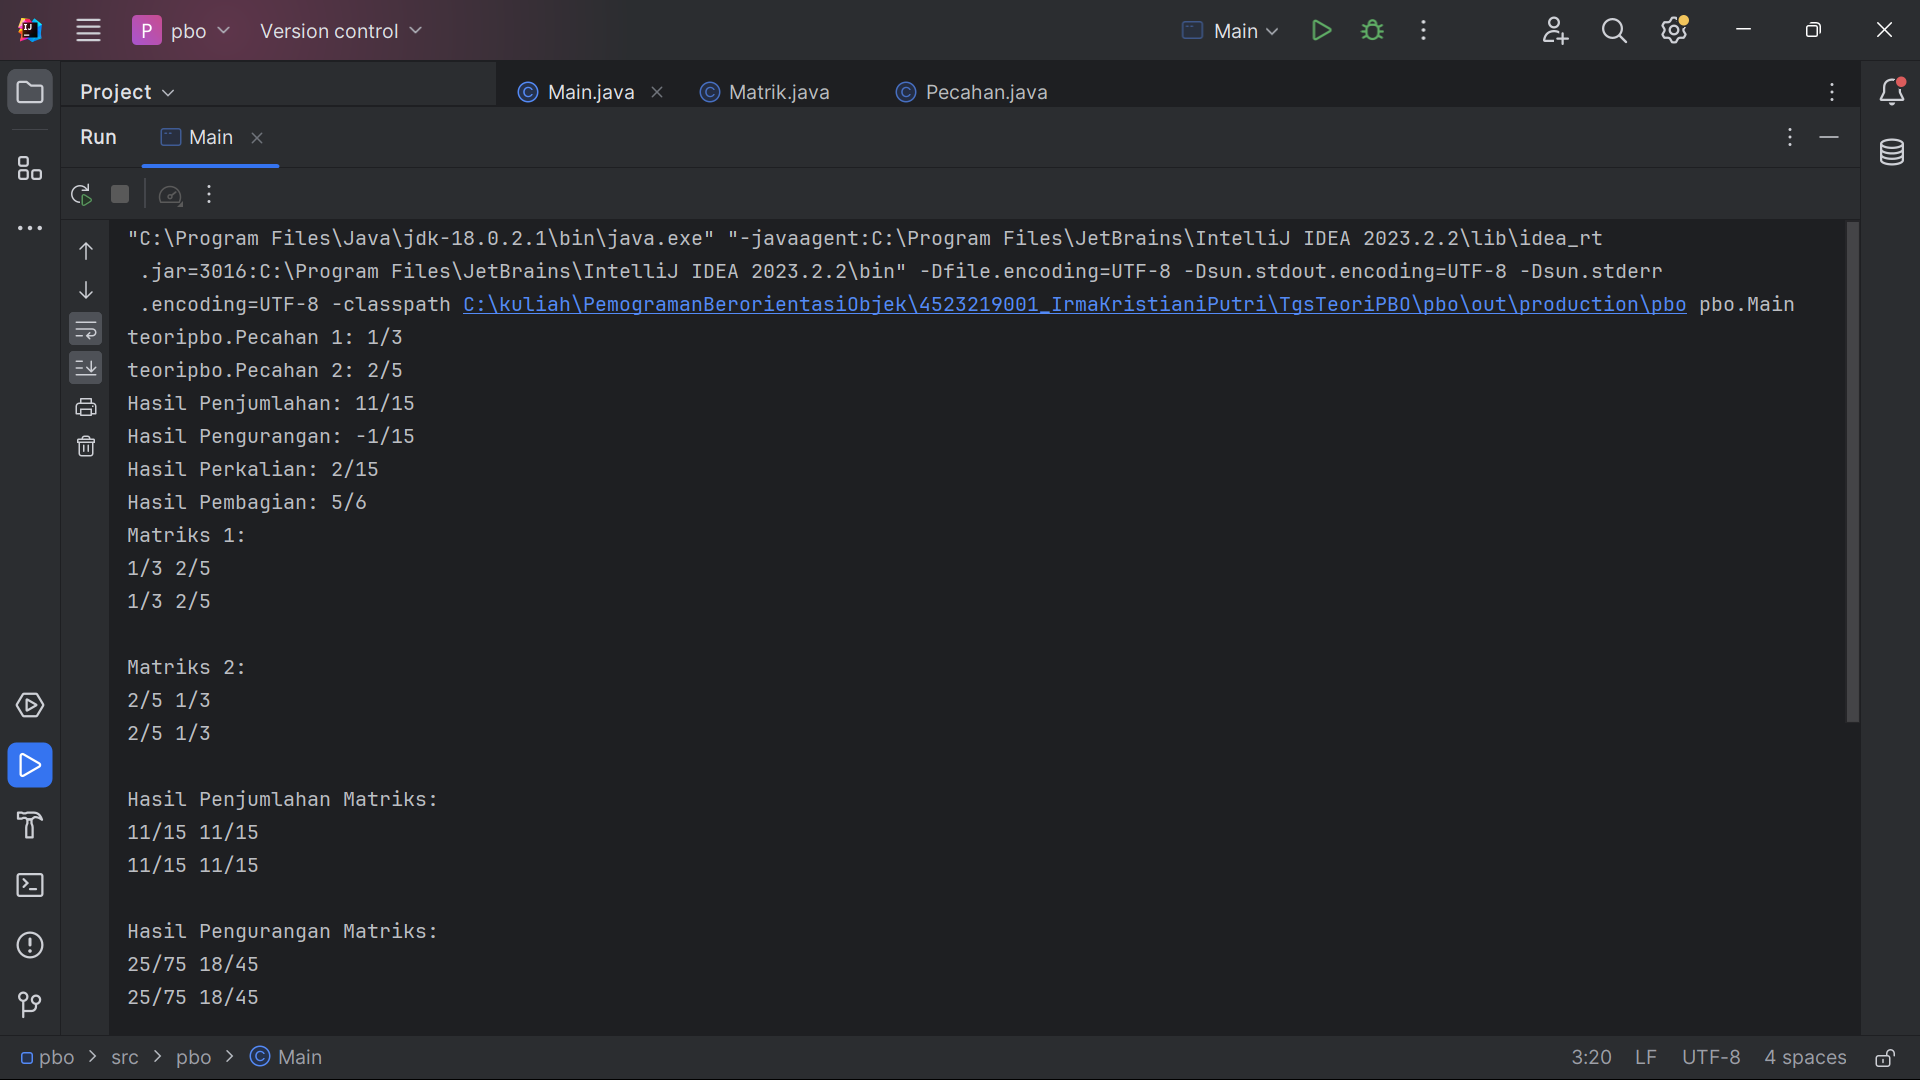 P pbo Version control Main
Project Main.java Matrik.java Pecahan.java
Run Main
"C:\Program Files\Java\jdk-18.0.2.1\bin\java.exe" "-javaagent:C:\Program Files\JetBrains\IntelliJ IDEA 2023.2.2\lib\idea_rt
.jar=3016:C:\Program Files\JetBrains\IntelliJ IDEA 2023.2.2\bin" -Dfile.encoding=UTF-8 -Dsun.stdout.encoding=UTF-8 -Dsun.stderr
.encoding=UTF-8 -classpath C:\kuliah\PemogramanBerorientasiObjek\4523219001_IrmaKristianiPutri\TgsTeoriPBO\pbo\out\production\pbo pbo.Main
teoripbo.Pecahan 1: 1/3
teoripbo.Pecahan 2: 2/5
Hasil Penjumlahan: 11/15
Hasil Pengurangan: -1/15
Hasil Perkalian: 2/15
Hasil Pembagian: 5/6
Matriks 1:
1/3 2/5
1/3 2/5
Matriks 2:
2/5 1/3
2/5 1/3
Hasil Penjumlahan Matriks:
11/15 11/15
11/15 11/15
Hasil Pengurangan Matriks:
25/75 18/45
25/75 18/45
pbo > src > pbo > Main 3:20 LF UTF-8 4 spaces